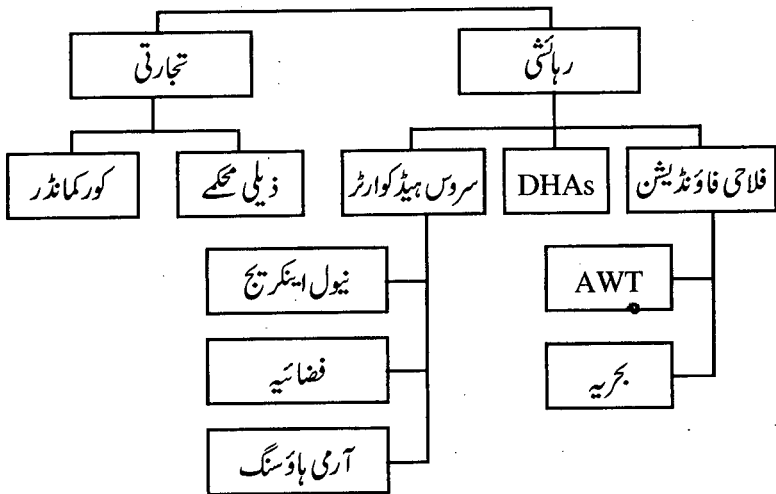 رہائشی
تجارتی
فلاحی فاؤنڈیشن
DHAs
سروس ہیڈکوارٹر
ذیلی محکمے
کور کمانڈر
AWT
نیول اینکریج
بحریہ
فضائیہ
آرمی ہاؤسنگ